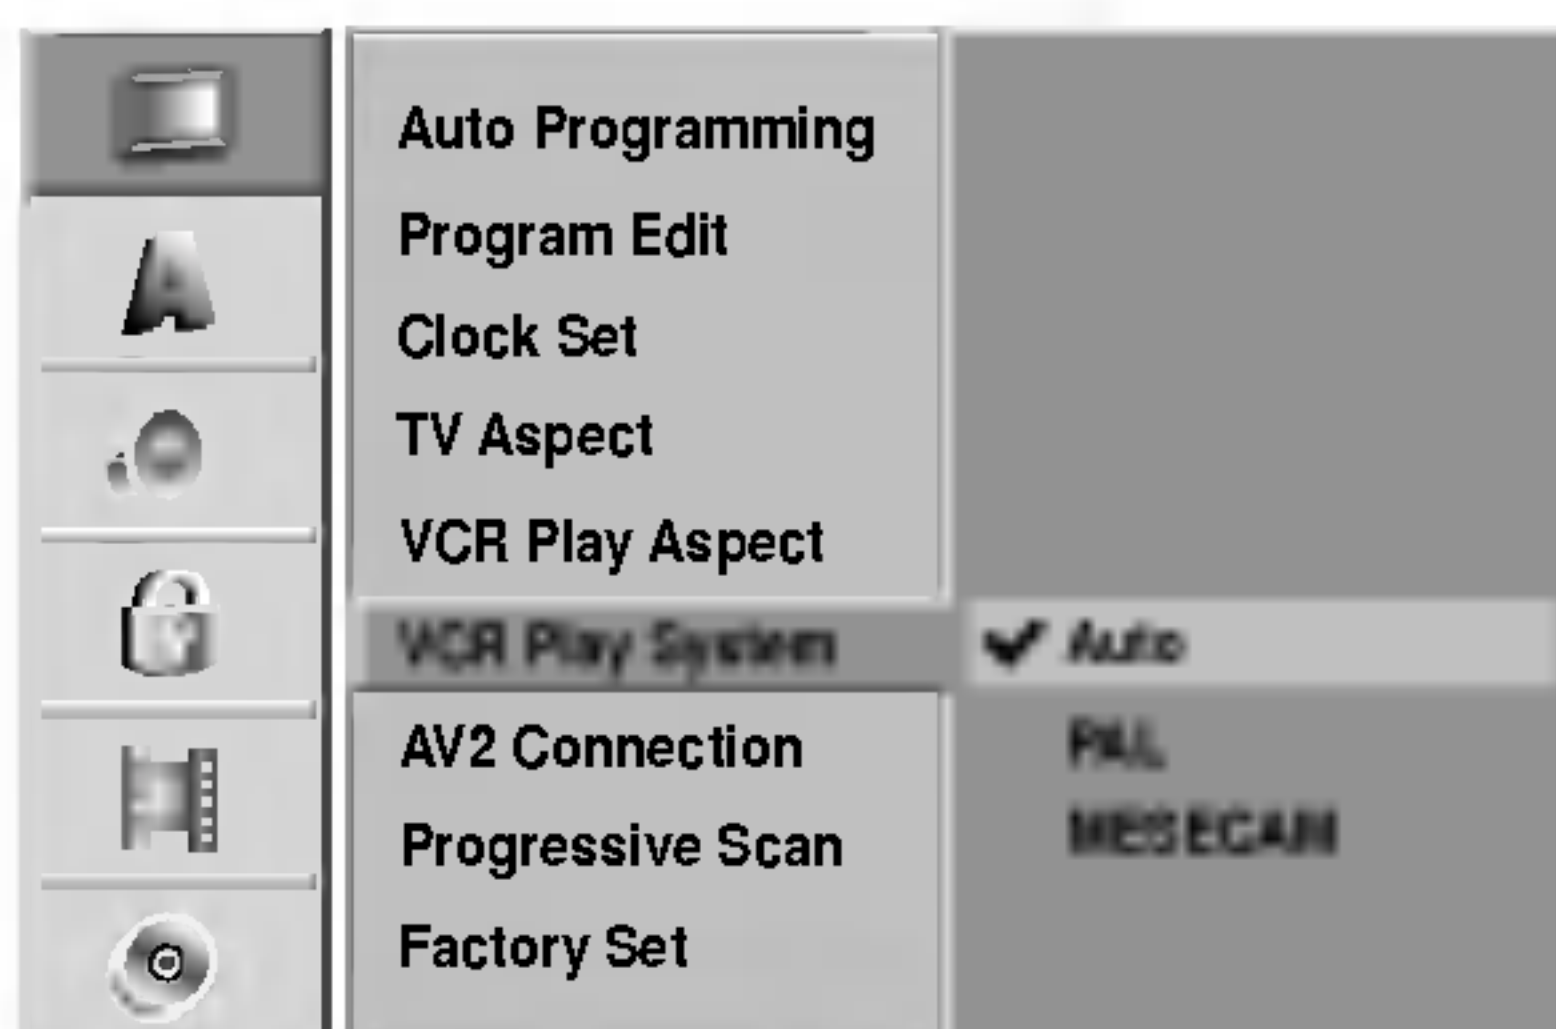 Auto Programming
Program Edit
Clock Set
TV Aspect
VCR Play Aspect
VCR Play System
Auto
PAL
MESECAM
AV2 Connection
Progressive Scan
Factory Set